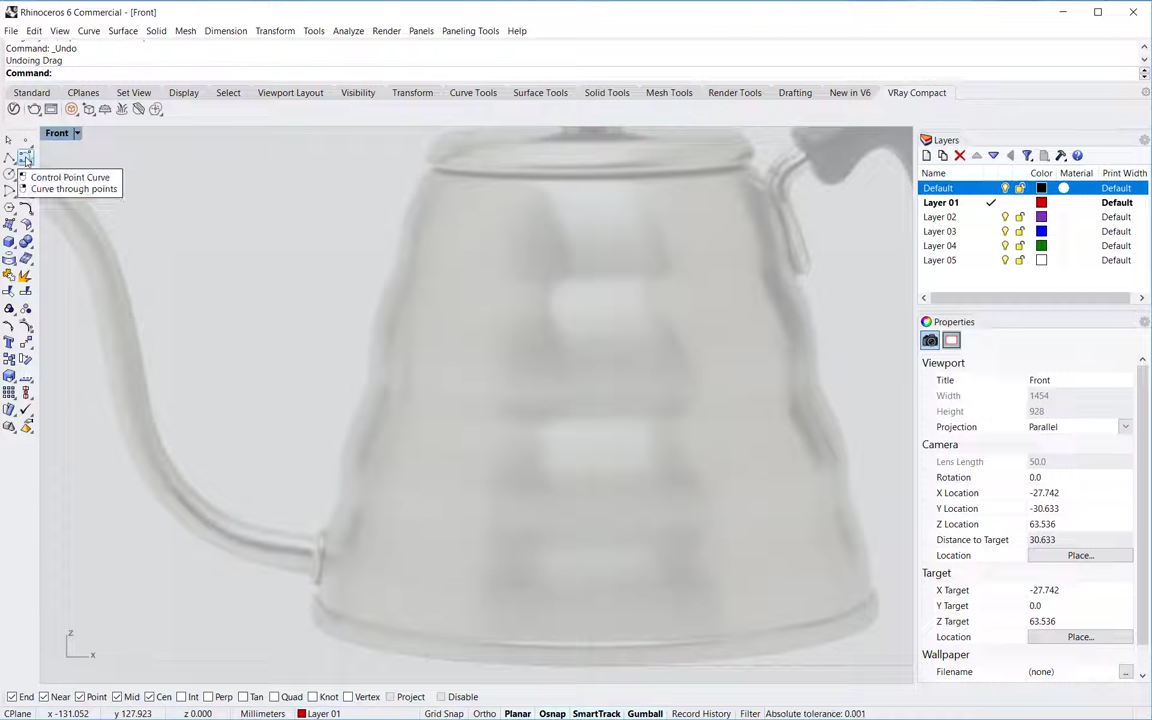 Rhinoceros 6 Commercial - [Front]
File Edit View Curve Surface Solid Mesh Dimension Transform Tools Analyze Render Panels Paneling Tools Help
Command: _Undo
Undoing Drag
Command:
Standard CPlanes Set View Display Select Viewport Layout Visibility Transform Curve Tools Surface Tools Solid Tools Mesh Tools Render Tools Drafting New in V6 VRay Compact
Front
Control Point Curve
Curve through points
z
x
Layers
Name Color Material Print Width
Default Default
Layer 01 Default
Layer 02 Default
Layer 03 Default
Layer 04 Default
Layer 05 Default
Properties
Viewport
Title Front
Width 1454
Height 928
Projection Parallel
Camera
Lens Length 50.0
Rotation 0.0
X Location -27.742
Y Location -30.633
Z Location 63.536
Distance to Target 30.633
Location Place...
Target
X Target -27.742
Y Target 0.0
Z Target 63.536
Location Place...
Wallpaper
Filename (none) ...
End Near Point Mid Cen Int Perp Tan Quad Knot Vertex Project Disable
CPlane x -131.052 y 127.923 z 0.000 Millimeters Layer 01 Grid Snap Ortho Planar Osnap SmartTrack Gumball Record History Filter Absolute tolerance: 0.001